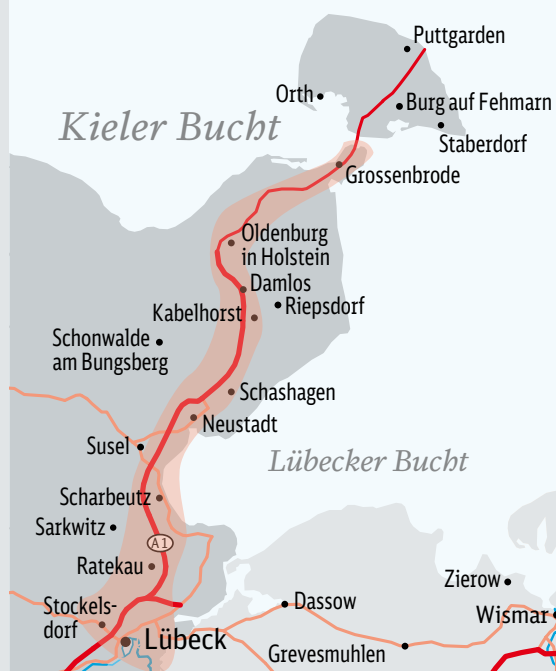 Puttgarden
Orth
Burg auf Fehmarn
Kieler Bucht
Staberdorf
Grossenbrode
Oldenburg
in Holstein
Damlos
Riepsdorf
Kabelhorst
Schonwalde
am Bungsberg
Schashagen
Neustadt
Susel
Lübecker Bucht
Scharbeutz
Sarkwitz
A1
Ratekau
Zierow
Stockels-
dorf
Dassow
Wismar
Lübeck
Grevesmuhlen